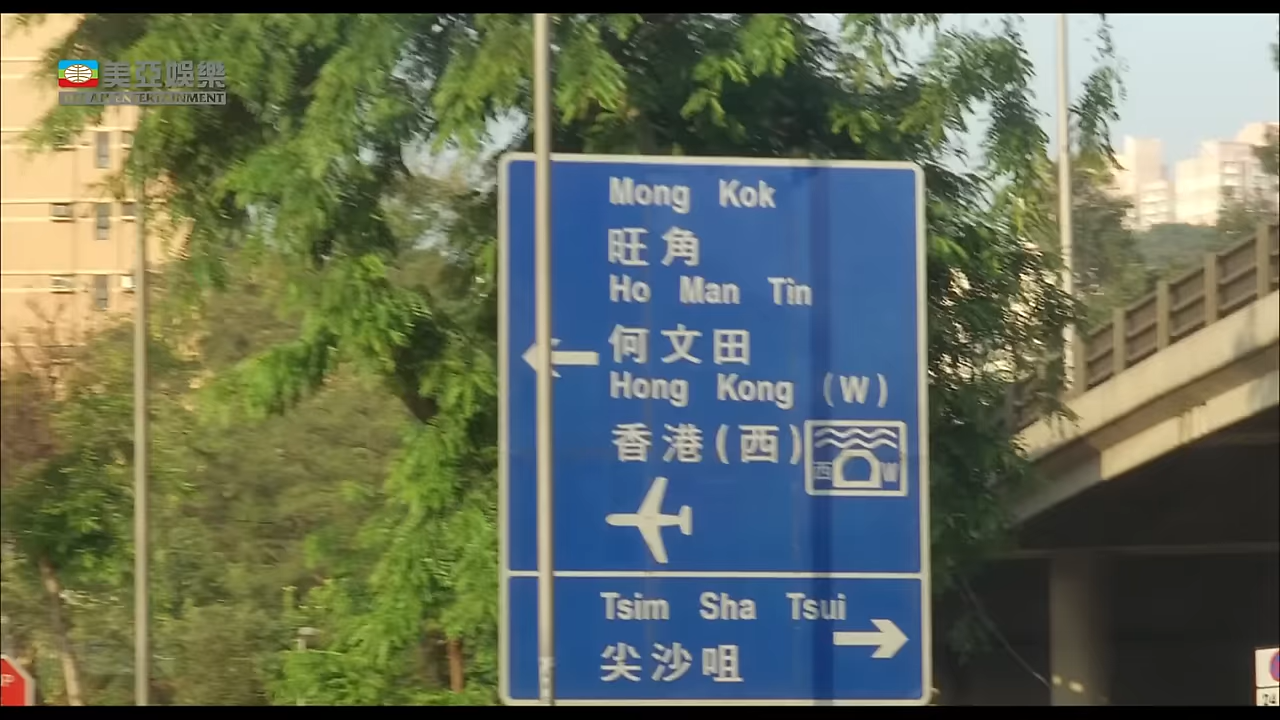 美亞娛樂
MEI AH ENTERTAINMENT
Mong Kok
旺角
Ho Man Tin
何文田
Hong Kong (W)
香港(西)
西 W
Tsim Sha Tsui
尖沙咀
P
24